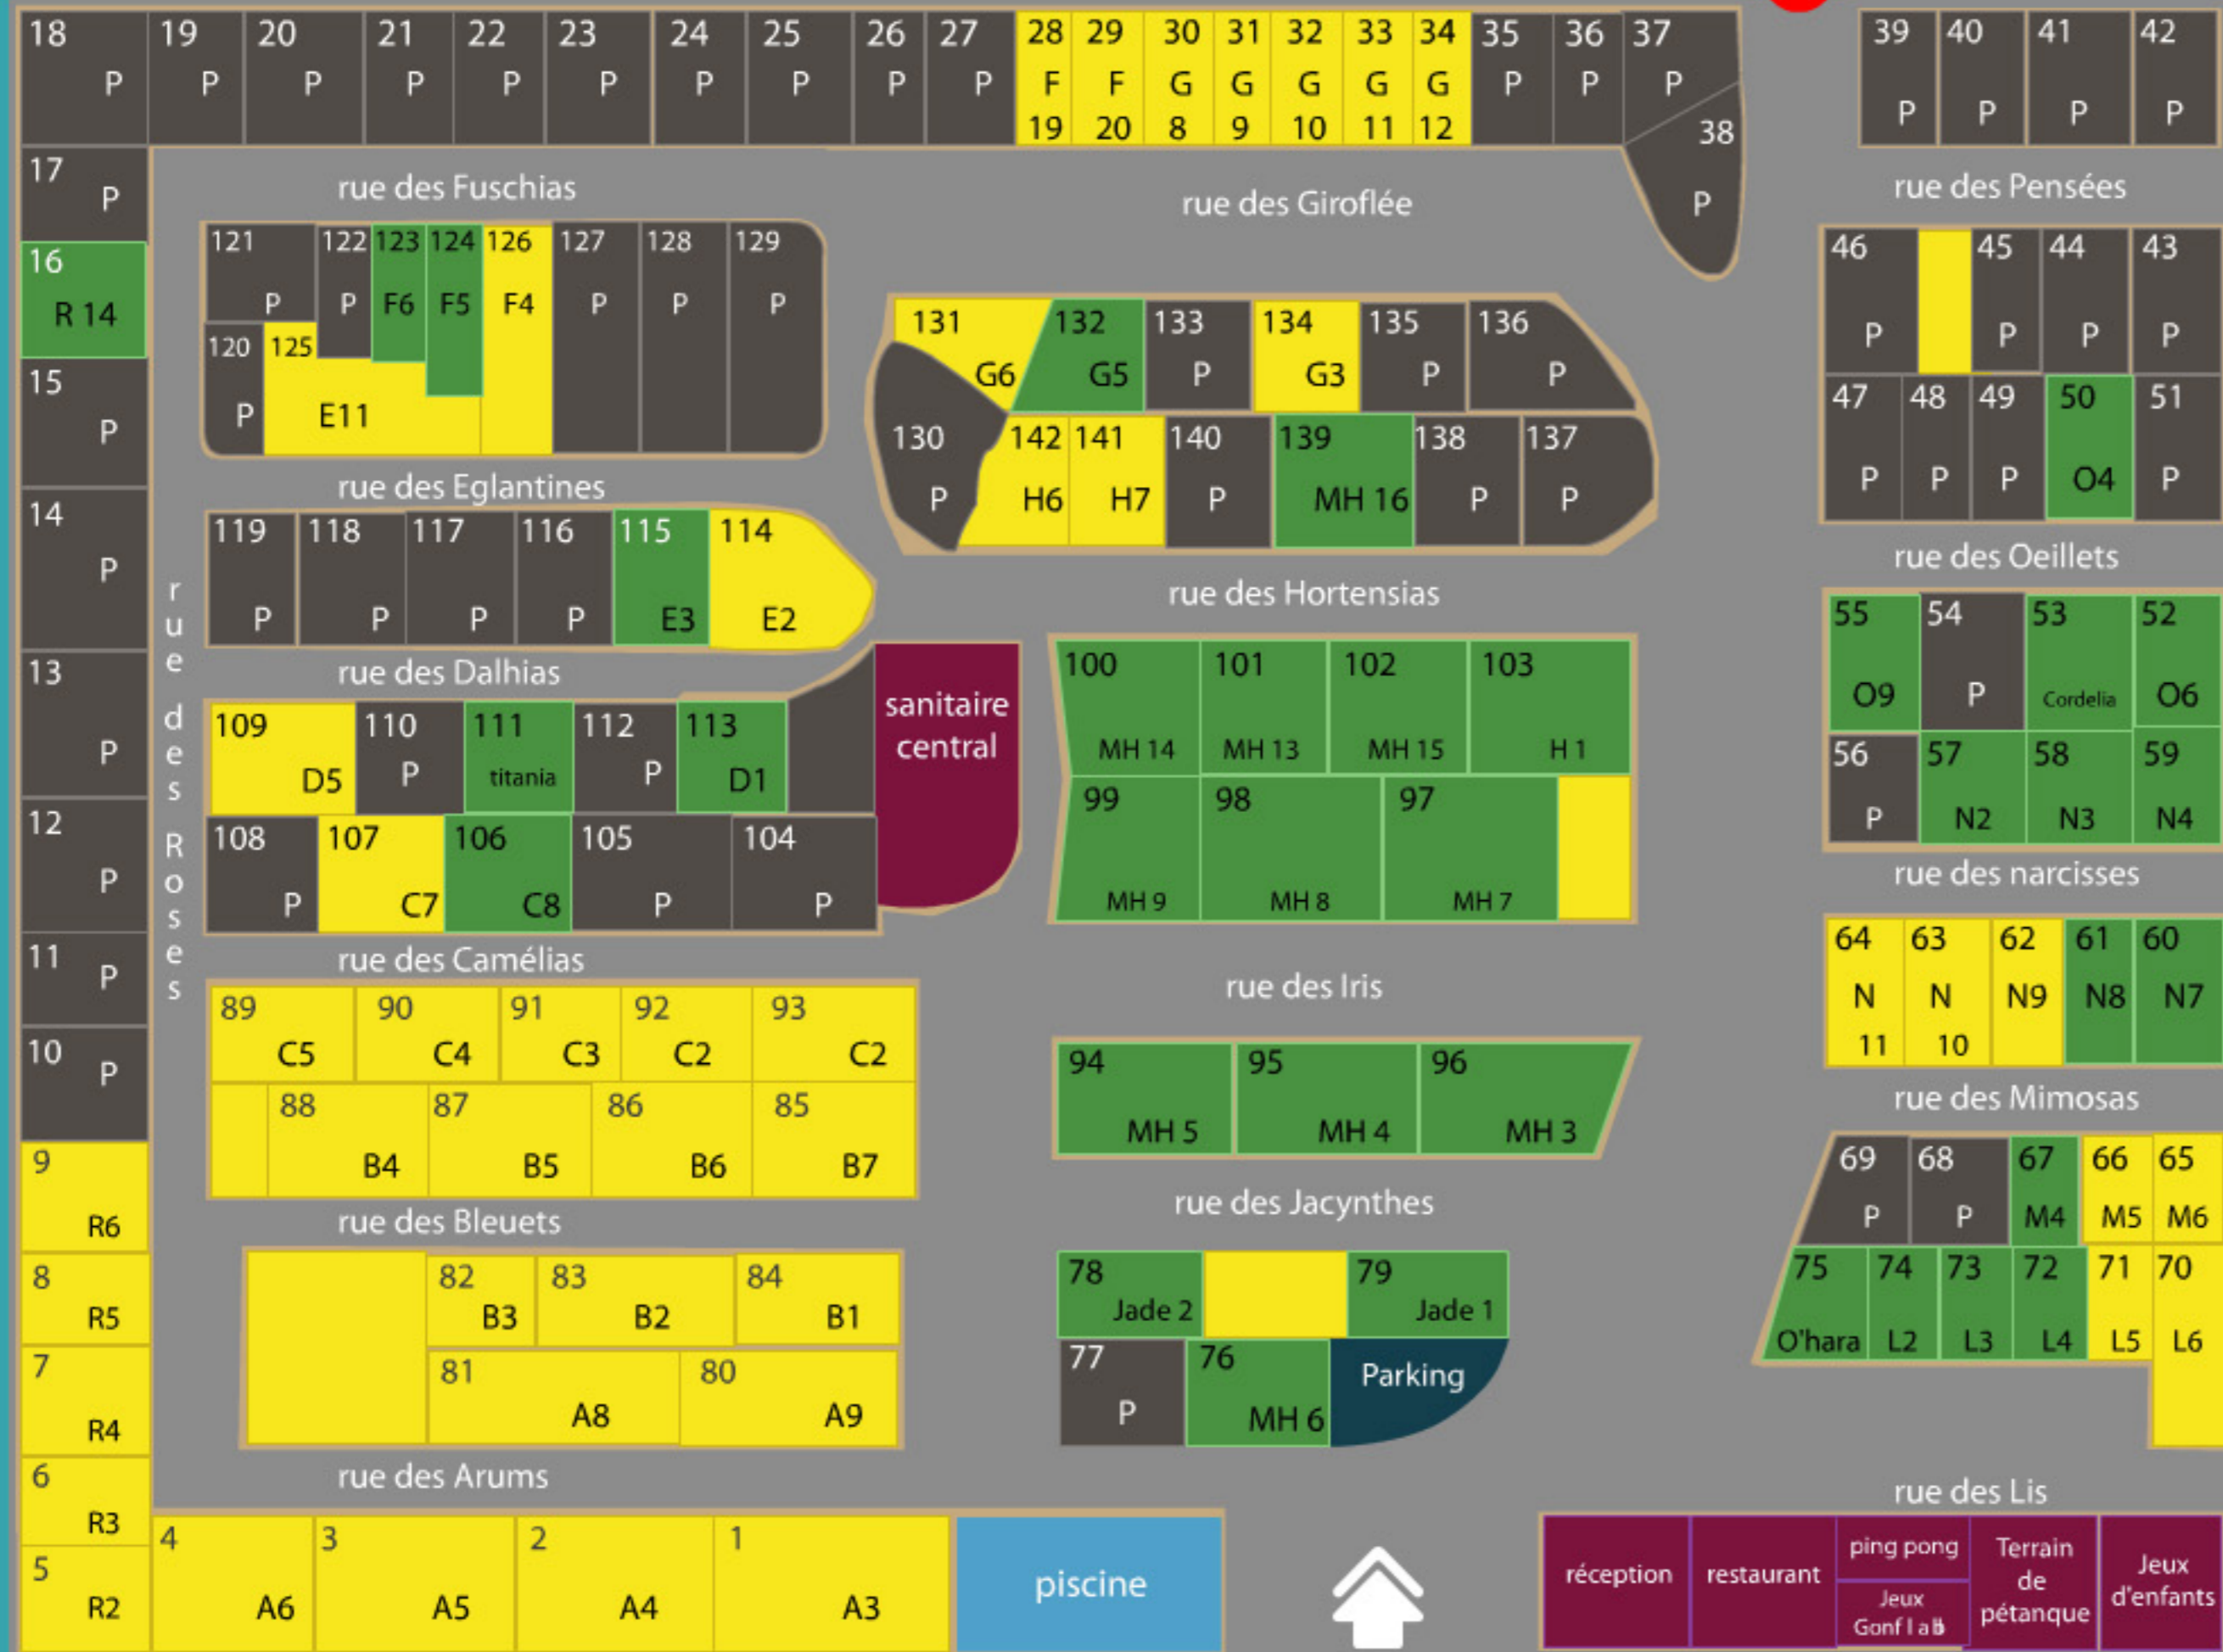 18 19 20 21 22 23 24 25 26 27 28 29 30 31 32 33 34 35 36 37 39 40 41 42
P P P P P P P P P P F F G G G G G P P P P P P P
19 20 8 9 10 11 12
38
P
17
P
rue des Fuschias
rue des Giroflée
rue des Pensées
16
R 14
121 122 123 124 126 127 128 129
P P F6 F5 F4 P P P
120 125
P E11
46 45 44 43
P P P P
131 132 133 134 135 136
G6 G5 P G3 P P
15
P
47 48 49 50 51
P P P O4 P
130 142 141 140 139 138 137
P H6 H7 P MH 16 P P
rue des Eglantines
14
P
119 118 117 116 115 114
P P P P E3 E2
rue des Oeillets
rue des Hortensias
rue des Roses
55 54 53 52
O9 P Cordelia O6
13
P
rue des Dalhias
sanitaire
central
100 101 102 103
MH 14 MH 13 MH 15 H 1
109 110 111 112 113
D5 P titania P D1
56 57 58 59
P N2 N3 N4
99 98 97
MH 9 MH 8 MH 7
12
P
108 107 106 105 104
P C7 C8 P P
rue des narcisses
11
P
rue des Camélias
rue des Iris
64 63 62 61 60
N N N9 N8 N7
11 10
89 90 91 92 93
C5 C4 C3 C2 C2
10
P
94 95 96
MH 5 MH 4 MH 3
88 87 86 85
B4 B5 B6 B7
rue des Mimosas
9
R6
69 68 67 66 65
P P M4 M5 M6
rue des Jacynthes
rue des Bleuets
8
R5
82 83 84
B3 B2 B1
78 79
Jade 2 Jade 1
75 74 73 72 71 70
O'hara L2 L3 L4 L5 L6
7
R4
81 80
A8 A9
77 76 Parking
P MH 6
6
R3
rue des Arums
rue des Lis
5
R2
4 3 2 1
A6 A5 A4 A3
piscine
réception
restaurant
ping pong
Jeux
Terrain
de
pétanque
Jeux
d'enfants